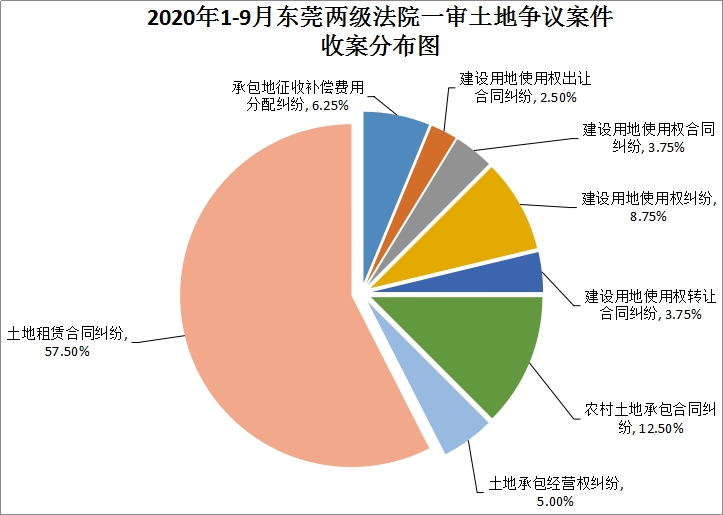 2020年1-9月东莞两级法院一审土地争议案件
收案分布图
承包地征收补偿费用
分配纠纷, 6.25%
建设用地使用权出让
合同纠纷, 2.50%
建设用地使用权合同
纠纷, 3.75%
建设用地使用权纠纷,
8.75%
建设用地使用权转让
合同纠纷, 3.75%
农村土地承包合同纠
纷, 12.50%
土地承包经营权纠纷,
5.00%
土地租赁合同纠纷,
57.50%